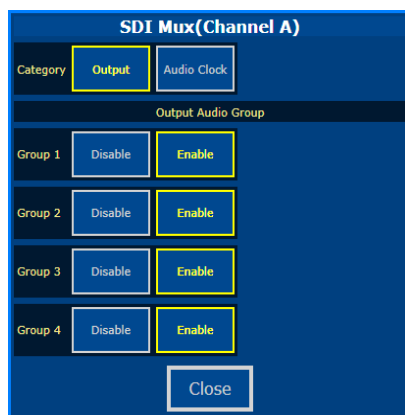 SDI Mux(Channel A)
Category Output Audio Clock
Output Audio Group
Group 1 Disable Enable
Group 2 Disable Enable
Group 3 Disable Enable
Group 4 Disable Enable
Close